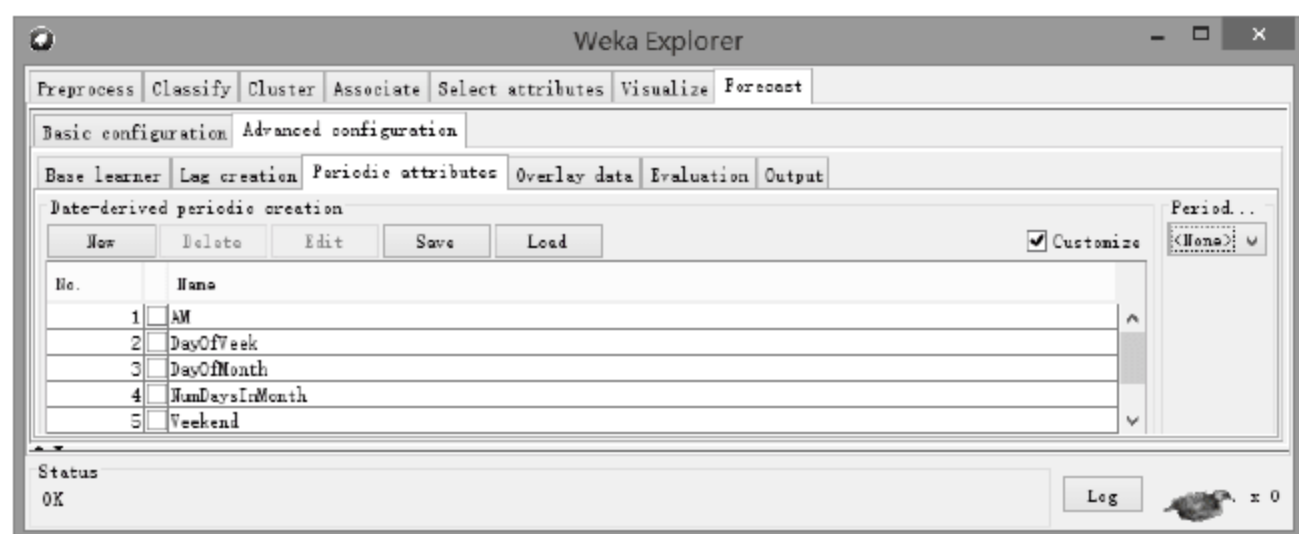 Weka Explorer
Preprocess Classify Cluster Associate Select attributes Visualize Forecast
Basic configuration Advanced configuration
Base learner Lag creation Periodic attributes Overlay data Evaluation Output
Date-derived periodic creation Period...
New Delete Edit Save Load Customize <None>
No. Name
1 AM
2 DayOfWeek
3 DayOfMonth
4 NumDaysInMonth
5 Weekend
Status
OK Log x 0